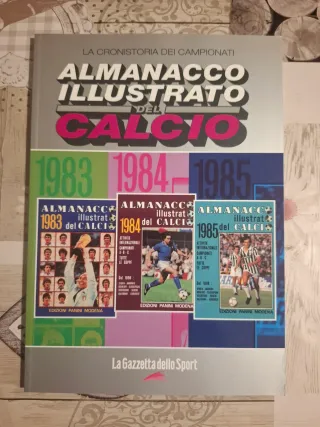 LA CRONISTORIA DEI CAMPIONATI
ALMANACCO
ILLUSTRATO
DEL
CALCIO
1983
1984
1985
ALMANACCO
1983 illustrato
del CALCIO
EDIZIONI PANINI MODENA
ALMANACCO
1984 illustrato
del CALCIO
EDIZIONI PANINI MODENA
ALMANACCO
1985 illustrato
del CALCIO
EDIZIONI PANINI MODENA
La Gazzetta dello Sport